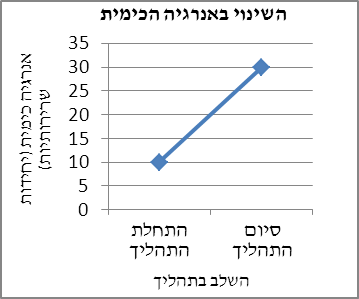 השינוי באנרגיה הכימית
אנרגיה כימית (יחידות
שרירותיות)
35
30
25
20
15
10
5
0
התחלת
התהליך
סיום
התהליך
השלב בתהליך